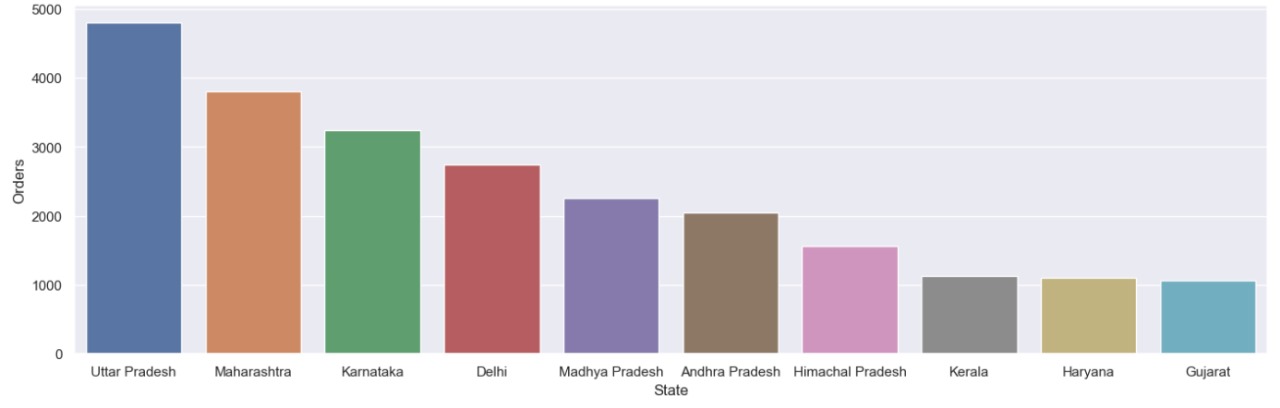 5000
4000
3000
2000
1000
0
Orders
Uttar Pradesh Maharashtra Karnataka Delhi Madhya Pradesh Andhra Pradesh Himachal Pradesh Kerala Haryana Gujarat
State